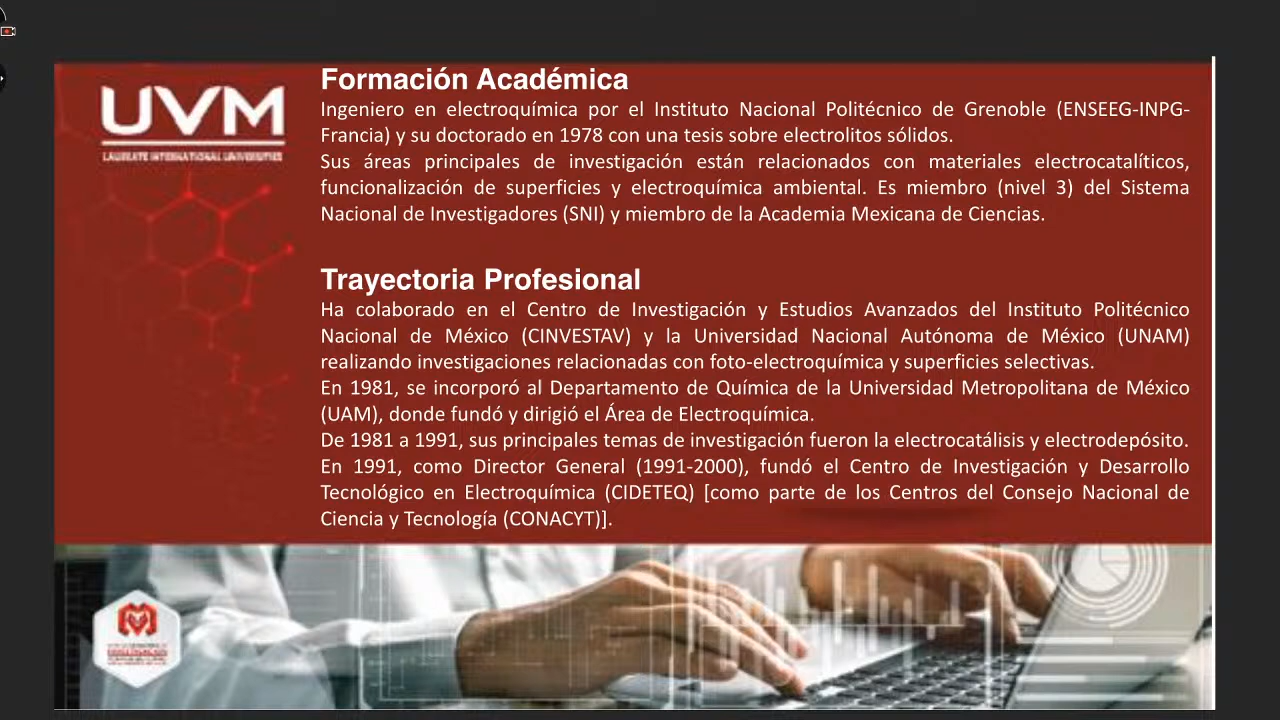 UVM
LAUREATE INTERNATIONAL UNIVERSITIES
Formación Académica
Ingeniero en electroquímica por el Instituto Nacional Politécnico de Grenoble (ENSEEG-INPG-
Francia) y su doctorado en 1978 con una tesis sobre electrolitos sólidos.
Sus áreas principales de investigación están relacionados con materiales electrocatalíticos,
funcionalización de superficies y electroquímica ambiental. Es miembro (nivel 3) del Sistema
Nacional de Investigadores (SNI) y miembro de la Academia Mexicana de Ciencias.
Trayectoria Profesional
Ha colaborado en el Centro de Investigación y Estudios Avanzados del Instituto Politécnico
Nacional de México (CINVESTAV) y la Universidad Nacional Autónoma de México (UNAM)
realizando investigaciones relacionadas con foto-electroquímica y superficies selectivas.
En 1981, se incorporó al Departamento de Química de la Universidad Metropolitana de México
(UAM), donde fundó y dirigió el Área de Electroquímica.
De 1981 a 1991, sus principales temas de investigación fueron la electrocatálisis y electrodepósito.
En 1991, como Director General (1991-2000), fundó el Centro de Investigación y Desarrollo
Tecnológico en Electroquímica (CIDETEQ) [como parte de los Centros del Consejo Nacional de
Ciencia y Tecnología (CONACYT)].